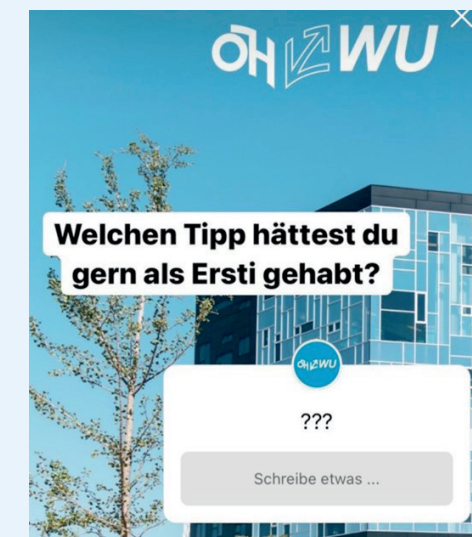 ÖH WU
Welchen Tipp hättest du
gern als Ersti gehabt?
ÖH WU
???
Schreibe etwas ...